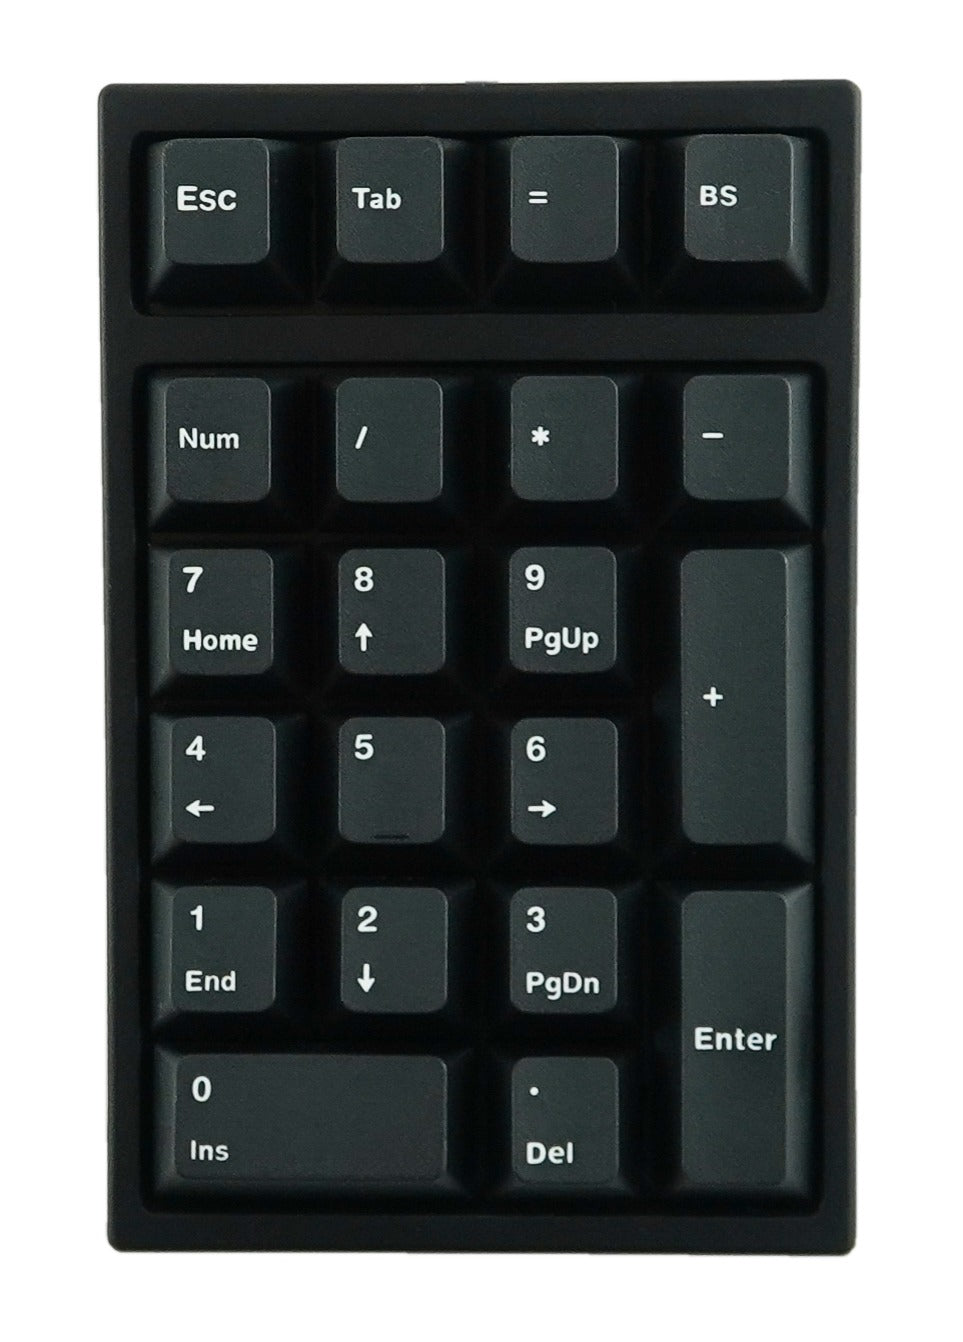 Esc Tab = BS
Num / * −
7 8 9
Home ↑ PgUp
+
4 5 6
← →
1 2 3
End ↓ PgDn
Enter
0 .
Ins Del